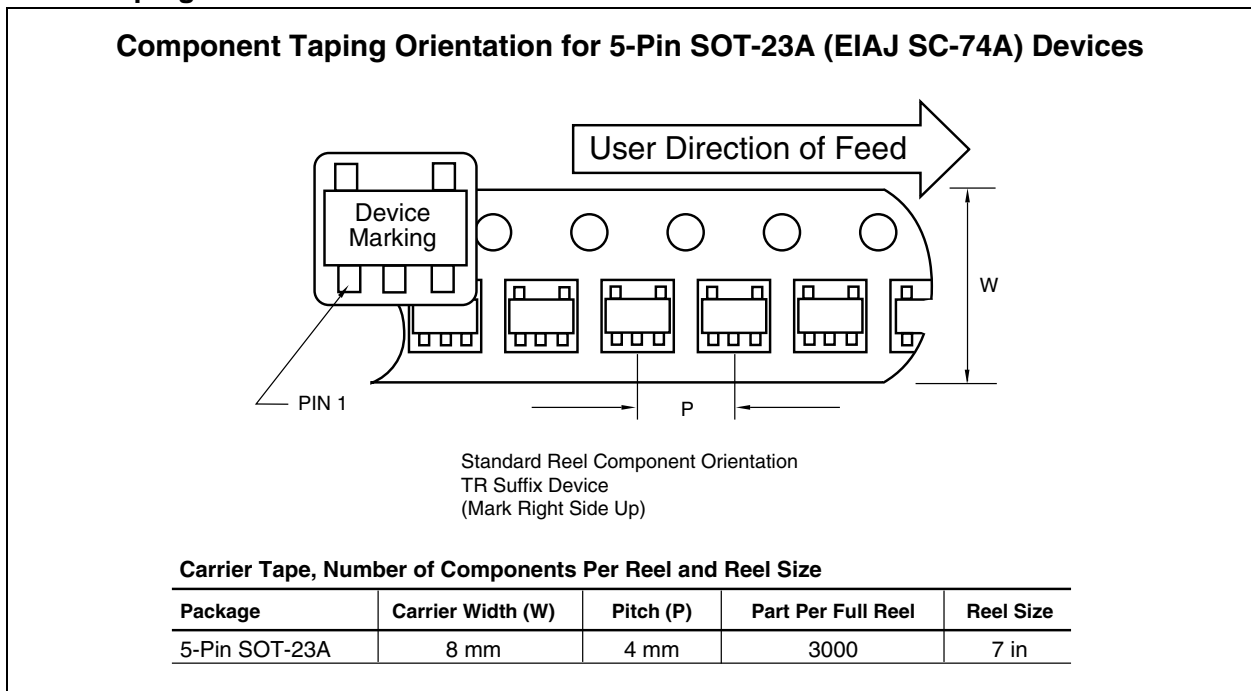 Component Taping Orientation for 5-Pin SOT-23A (EIAJ SC-74A) Devices
User Direction of Feed
Device
Marking
W
PIN 1
P
Standard Reel Component Orientation
TR Suffix Device
(Mark Right Side Up)
Carrier Tape, Number of Components Per Reel and Reel Size
Package Carrier Width (W) Pitch (P) Part Per Full Reel Reel Size
5-Pin SOT-23A 8 mm 4 mm 3000 7 in